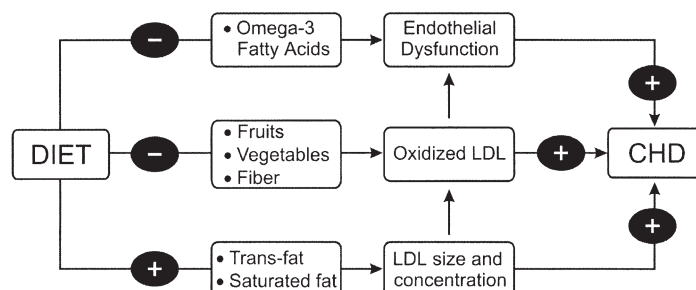 • Omega-3
Fatty Acids
Endothelial
Dysfunction
−
+
DIET
−
• Fruits
• Vegetables
• Fiber
Oxidized LDL
+
CHD
+
+
• Trans-fat
• Saturated fat
LDL size and
concentration